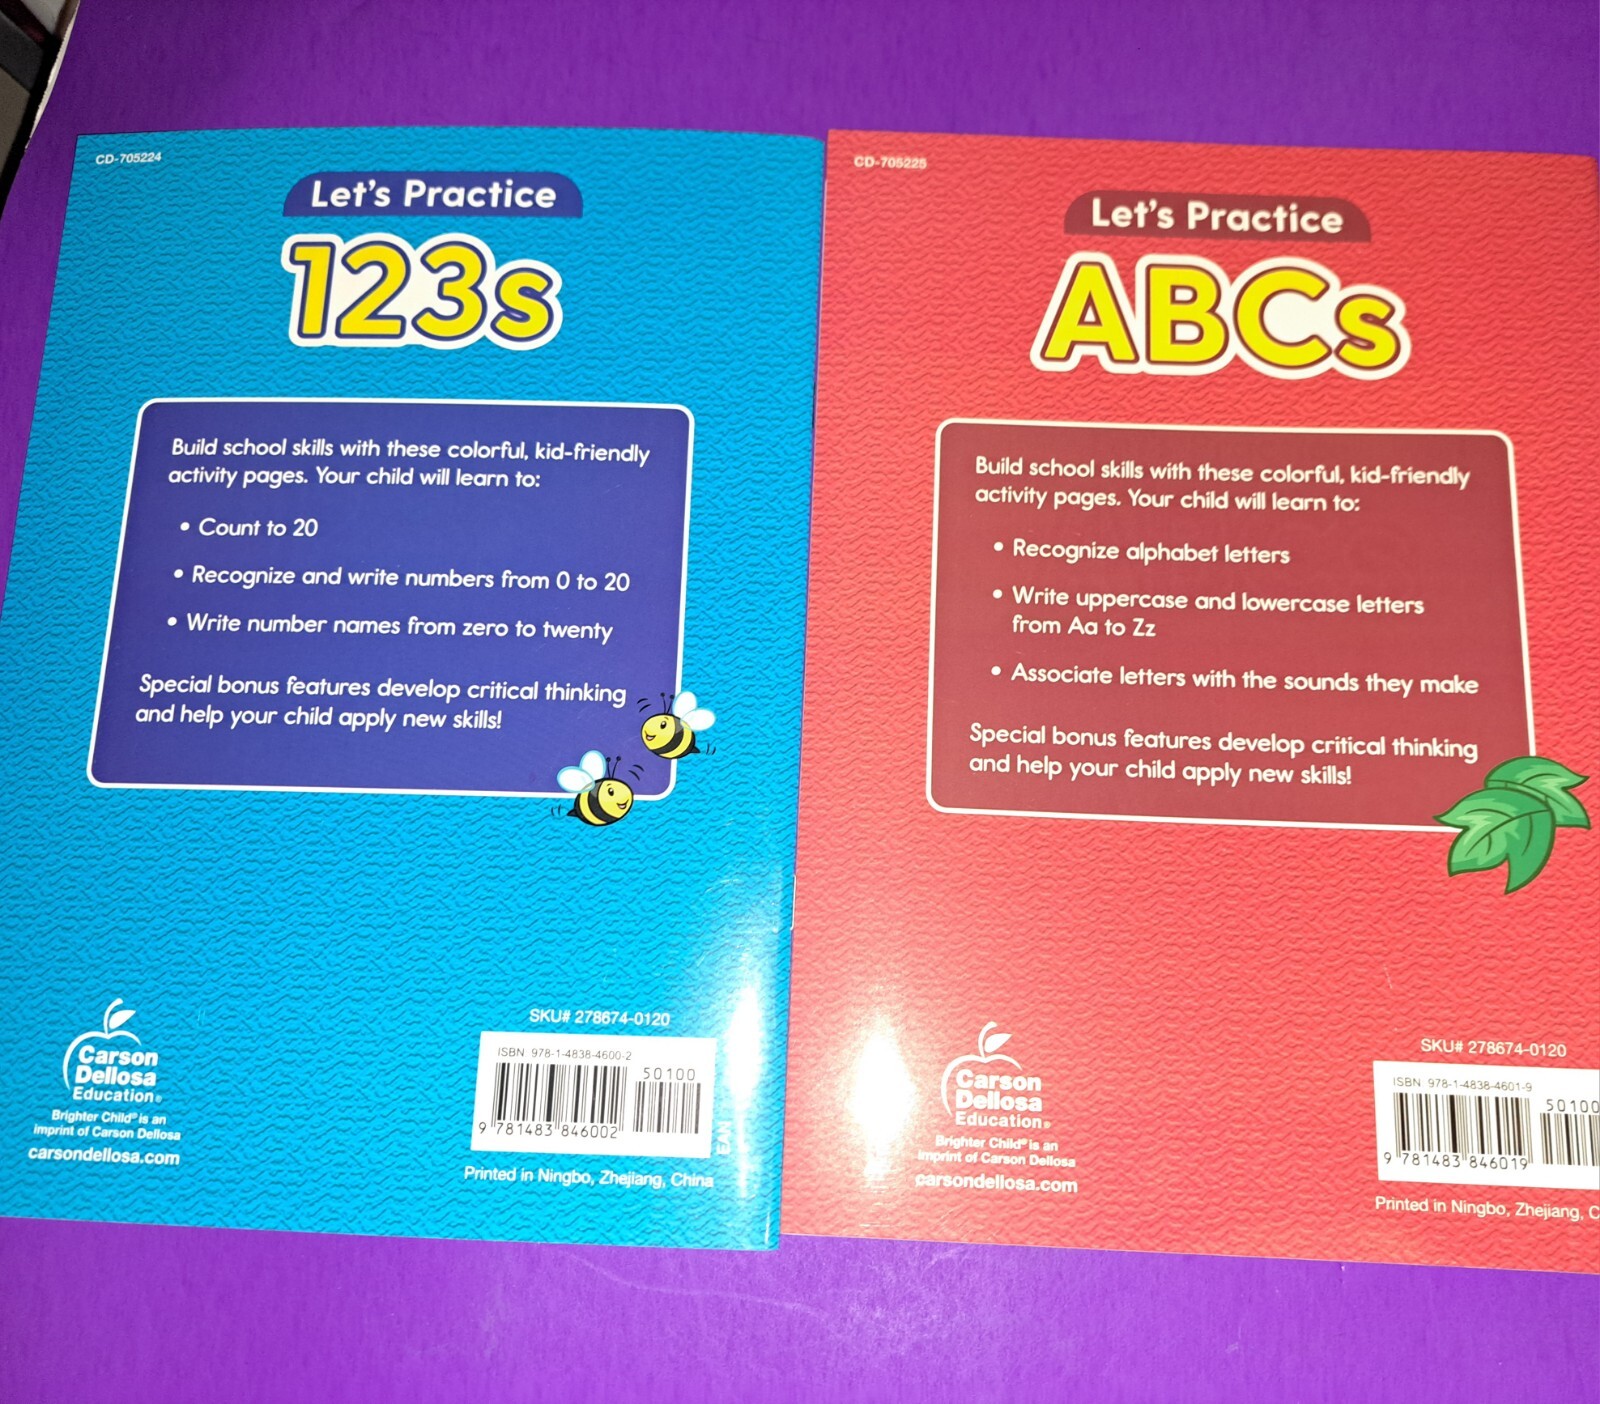 CD-705224
Let's Practice
123s
Build school skills with these colorful, kid-friendly
activity pages. Your child will learn to:
• Count to 20
• Recognize and write numbers from 0 to 20
• Write number names from zero to twenty
Special bonus features develop critical thinking
and help your child apply new skills!
Carson
Dellosa
Education®
Brighter Child® is an
imprint of Carson Dellosa
carsondellosa.com
SKU# 278674-0120
ISBN 978-1-4838-4600-2
50100
9 781483 846002
EAN
Printed in Ningbo, Zhejiang, China
CD-705225
Let's Practice
ABCs
Build school skills with these colorful, kid-friendly
activity pages. Your child will learn to:
• Recognize alphabet letters
• Write uppercase and lowercase letters
from Aa to Zz
• Associate letters with the sounds they make
Special bonus features develop critical thinking
and help your child apply new skills!
Carson
Dellosa
Education®
Brighter Child® is an
imprint of Carson Dellosa
carsondellosa.com
SKU# 278674-0120
ISBN 978-1-4838-4601-9
50100
9 781483 846019
Printed in Ningbo, Zhejiang, C